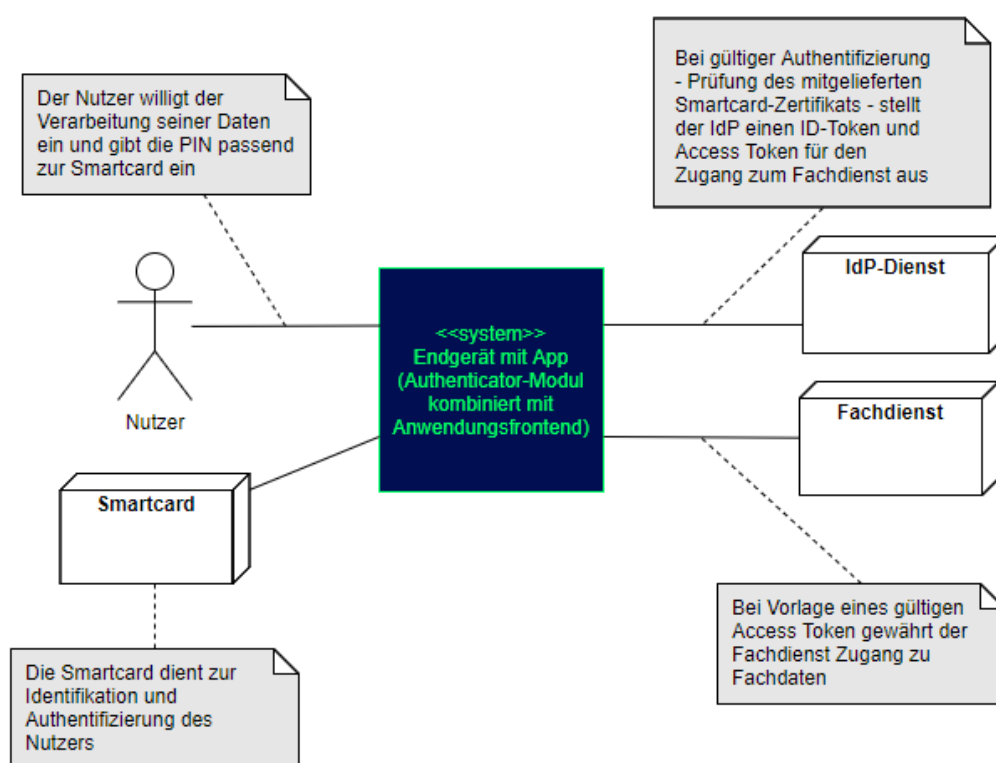 Der Nutzer willigt der
Verarbeitung seiner Daten
ein und gibt die PIN passend
zur Smartcard ein
Bei gültiger Authentifizierung
- Prüfung des mitgelieferten
Smartcard-Zertifikats - stellt
der IdP einen ID-Token und
Access Token für den
Zugang zum Fachdienst aus
IdP-Dienst
<<system>>
Endgerät mit App
(Authenticator-Modul
kombiniert mit
Anwendungsfrontend)
Nutzer
Fachdienst
Smartcard
Bei Vorlage eines gültigen
Access Token gewährt der
Fachdienst Zugang zu
Fachdaten
Die Smartcard dient zur
Identifikation und
Authentifizierung des
Nutzers